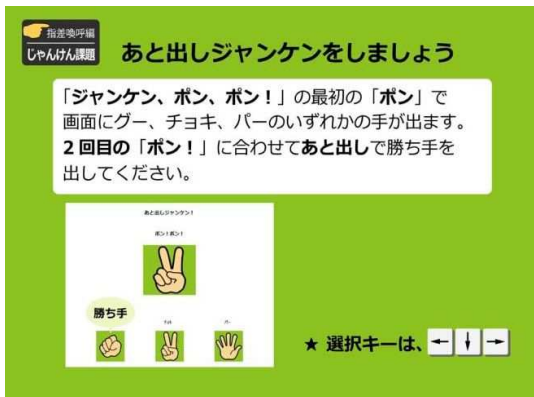 指差喚呼編
じゃんけん課題
あと出しジャンケンをしましょう
「ジャンケン、ポン、ポン！」の最初の「ポン」で
画面にグー、チョキ、パーのいずれかの手が出ます。
2回目の「ポン！」に合わせてあと出しで勝ち手を
出してください。
あと出しジャンケン！
ポン！ポン！
勝ち手
チョキ
パー
★ 選択キーは、← ↓ →